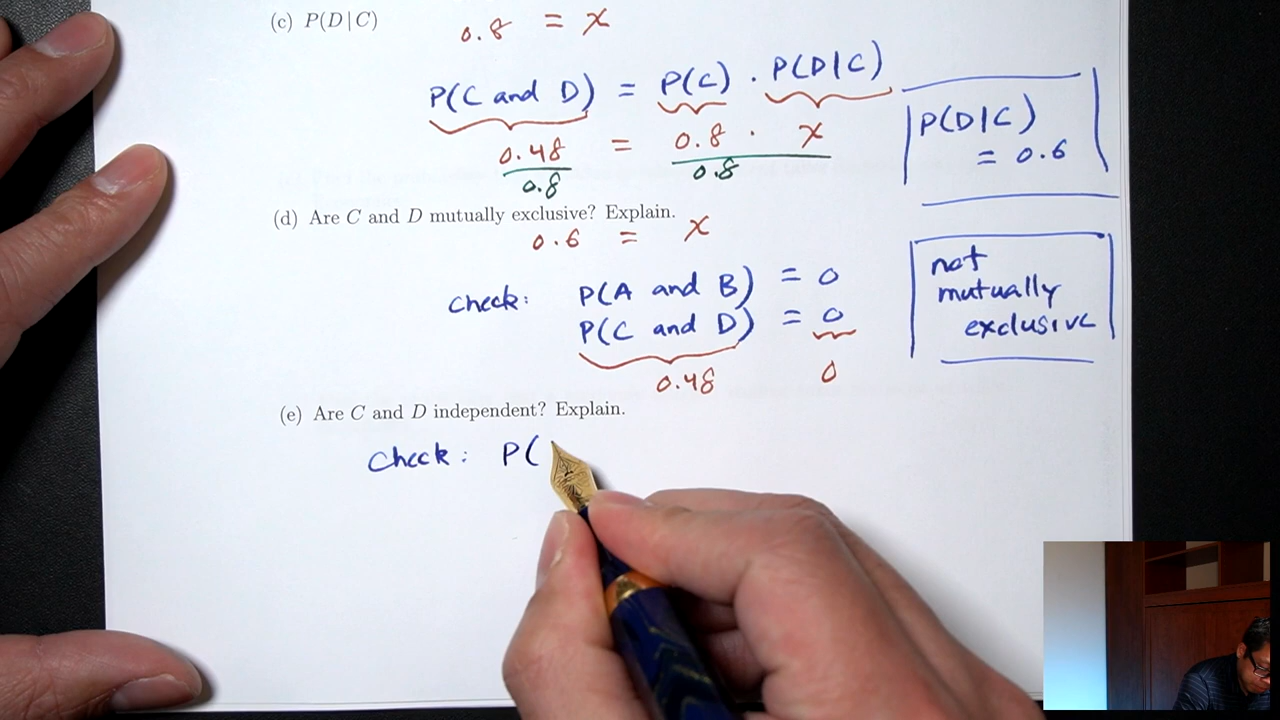 (c) P(D|C)
0.8 = x
P(C and D) = P(C) · P(D|C)
0.48 = 0.8 · x
0.8 0.8
P(D|C)
= 0.6
(d) Are C and D mutually exclusive? Explain.
0.6 = x
check: P(A and B) = 0
P(C and D) = 0
0.48 0
not
mutually
exclusive
(e) Are C and D independent? Explain.
check: P(